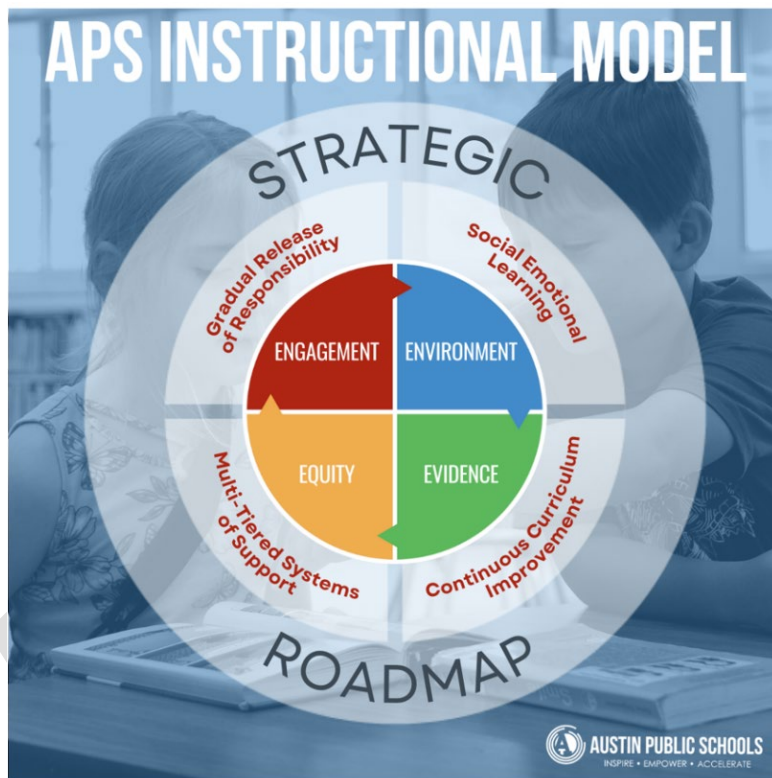 APS INSTRUCTIONAL MODEL
STRATEGIC
Gradual Release
of Responsibility
Social Emotional
Learning
ENGAGEMENT
ENVIRONMENT
EQUITY
EVIDENCE
Multi-Tiered Systems
of Support
Continuous Curriculum
Improvement
ROADMAP
AUSTIN PUBLIC SCHOOLS
INSPIRE • EMPOWER • ACCELERATE